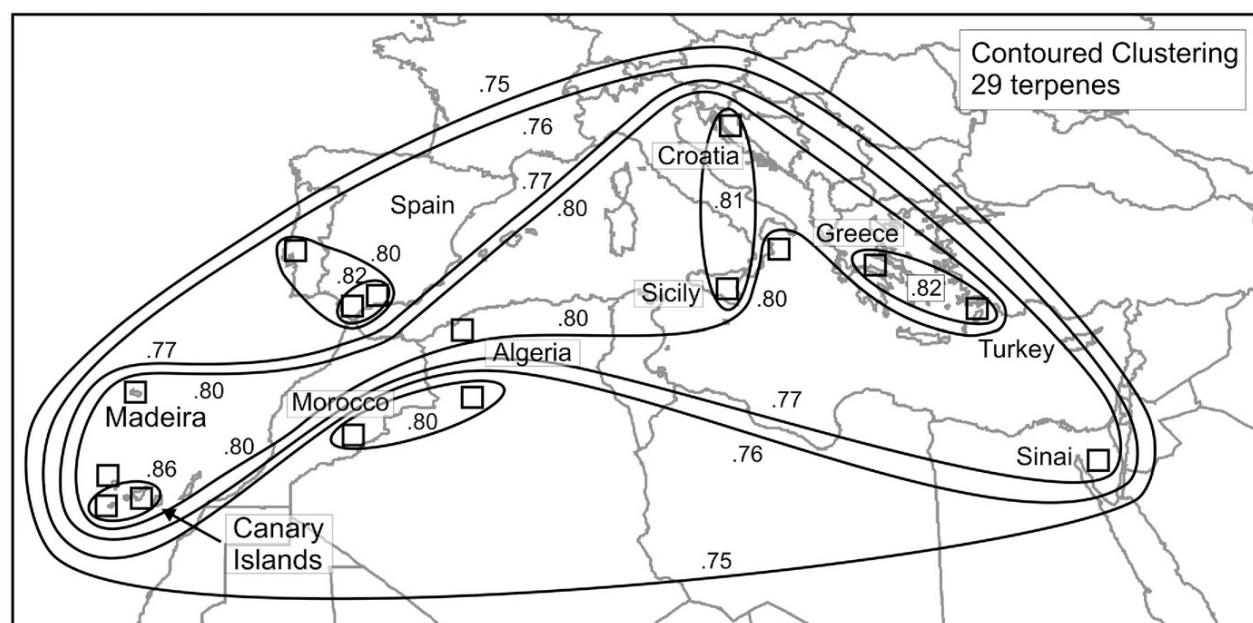 Contoured Clustering
29 terpenes
.75
.76
.77
.80
Croatia
.81
Spain
Greece
.80
.82
.82
Sicily
.80
.80
Turkey
Algeria
.77
.80
Madeira
Morocco
.80
.77
.80
.76
Sinai
.86
Canary
Islands
.75